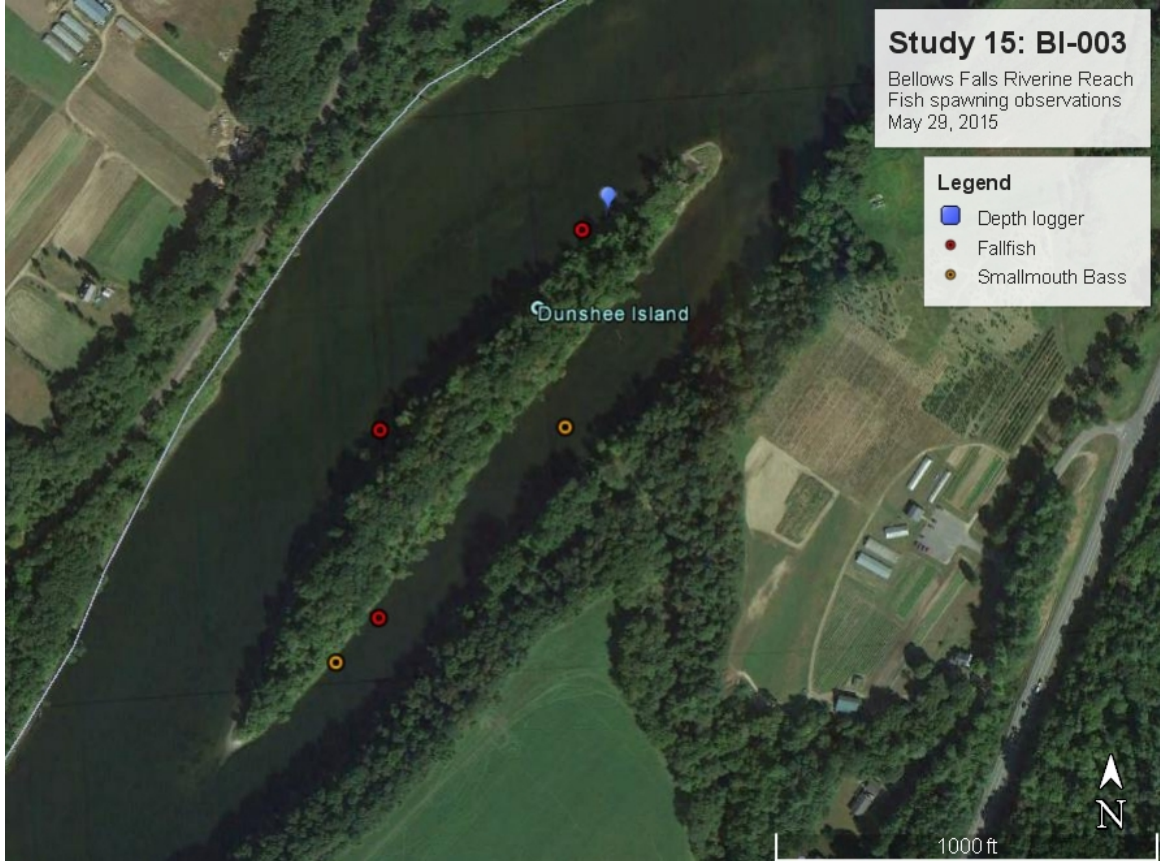 Study 15: BI-003
Bellows Falls Riverine Reach
Fish spawning observations
May 29, 2015
Legend
Depth logger
Fallfish
Smallmouth Bass
Dunshee Island
N
1000 ft